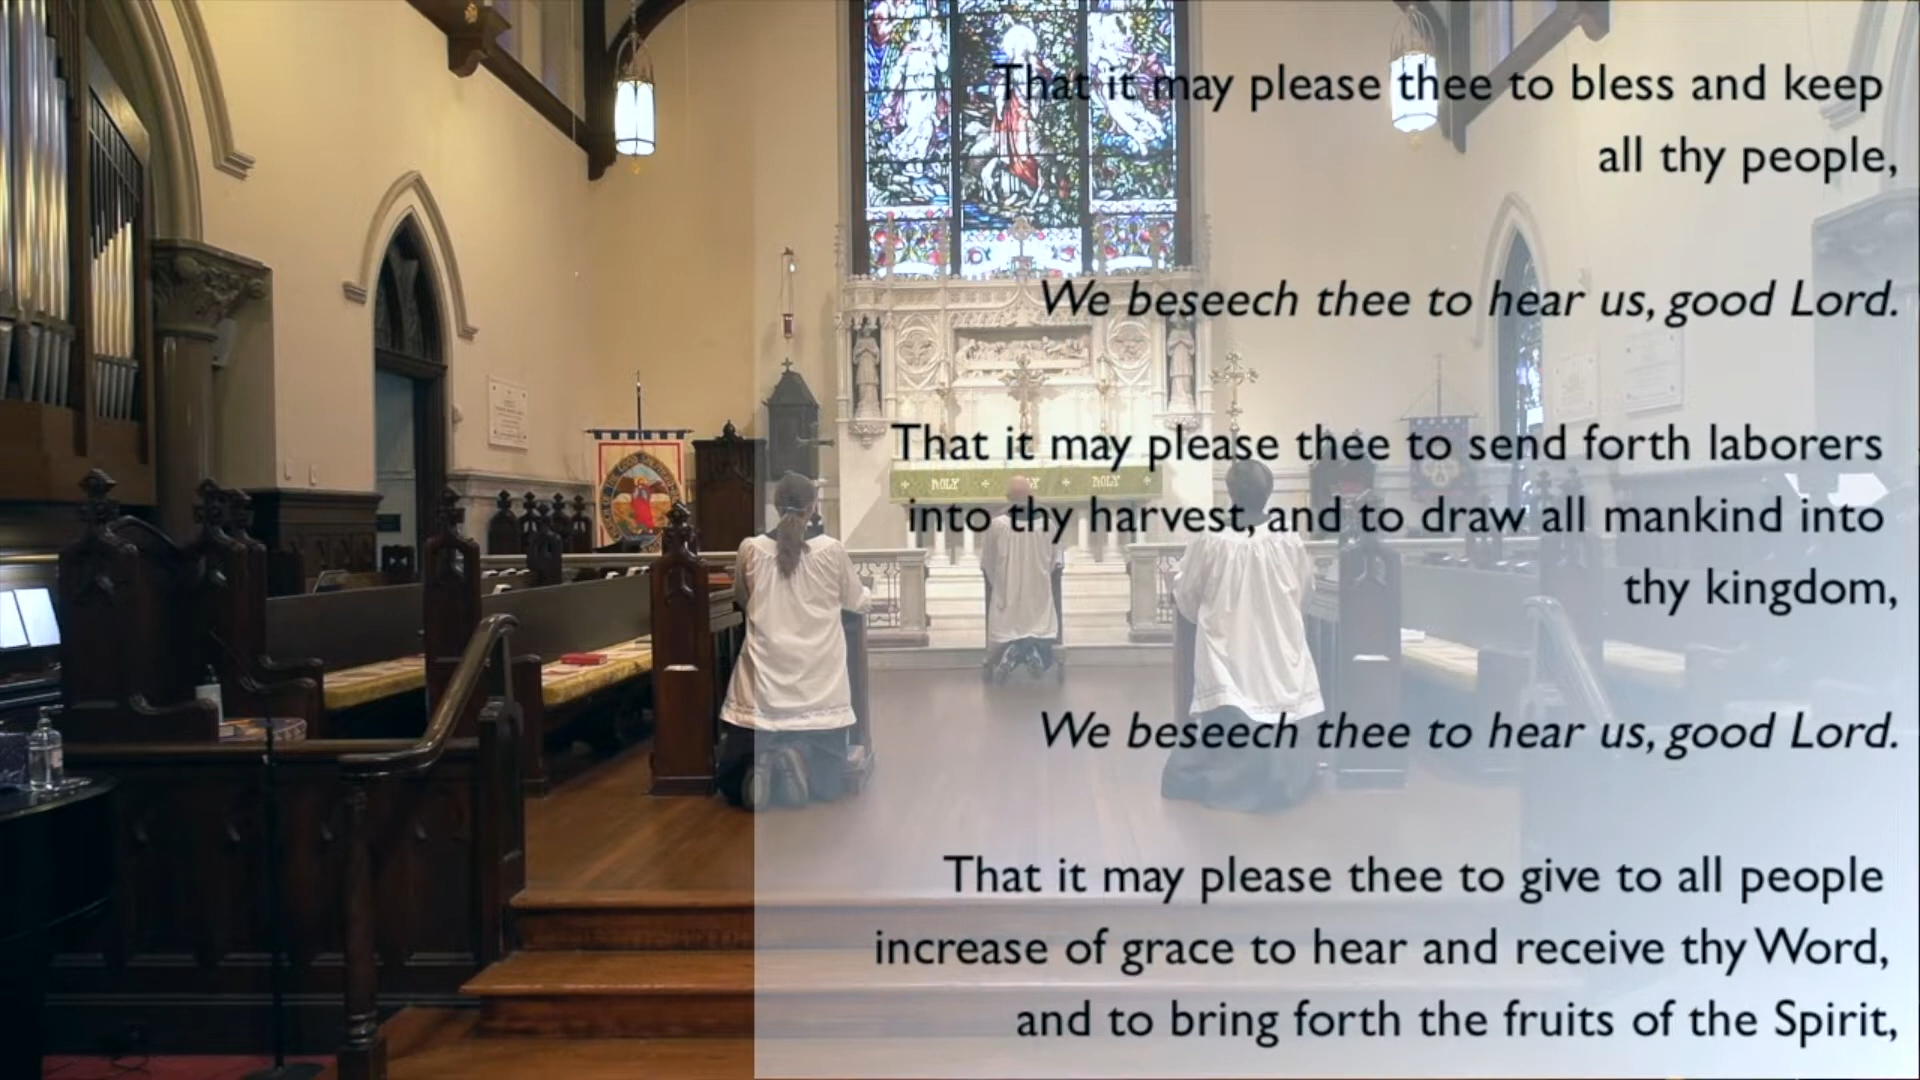 That it may please thee to bless and keep
all thy people,
We beseech thee to hear us, good Lord.
That it may please thee to send forth laborers
into thy harvest, and to draw all mankind into
thy kingdom,
We beseech thee to hear us, good Lord.
That it may please thee to give to all people
increase of grace to hear and receive thy Word,
and to bring forth the fruits of the Spirit,
HOLY HOLY